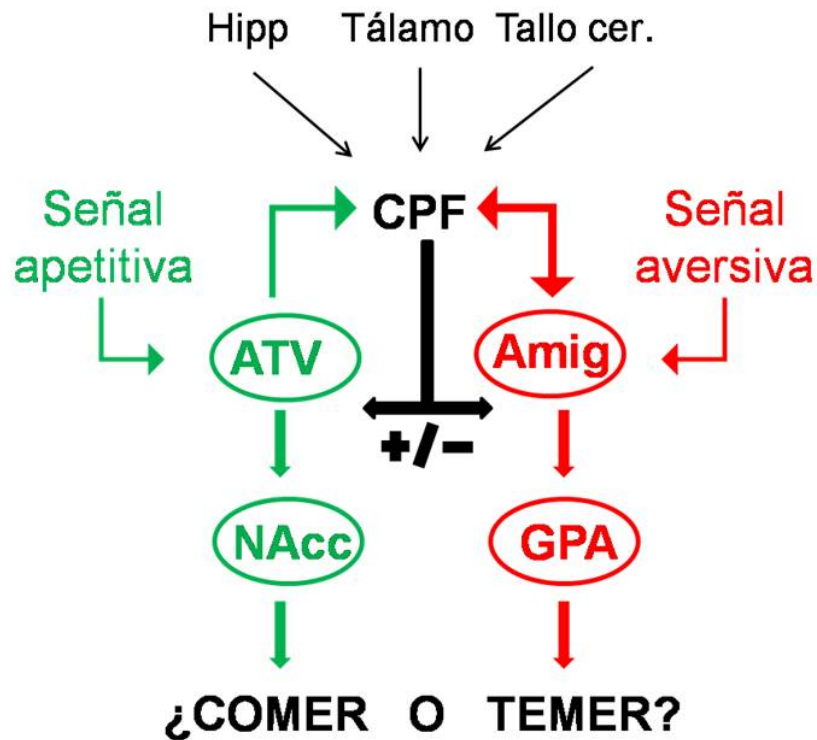 Hipp Tálamo Tallo cer.
CPF
Señal
apetitiva
Señal
aversiva
ATV
Amig
+/-
NAcc
GPA
¿COMER O TEMER?